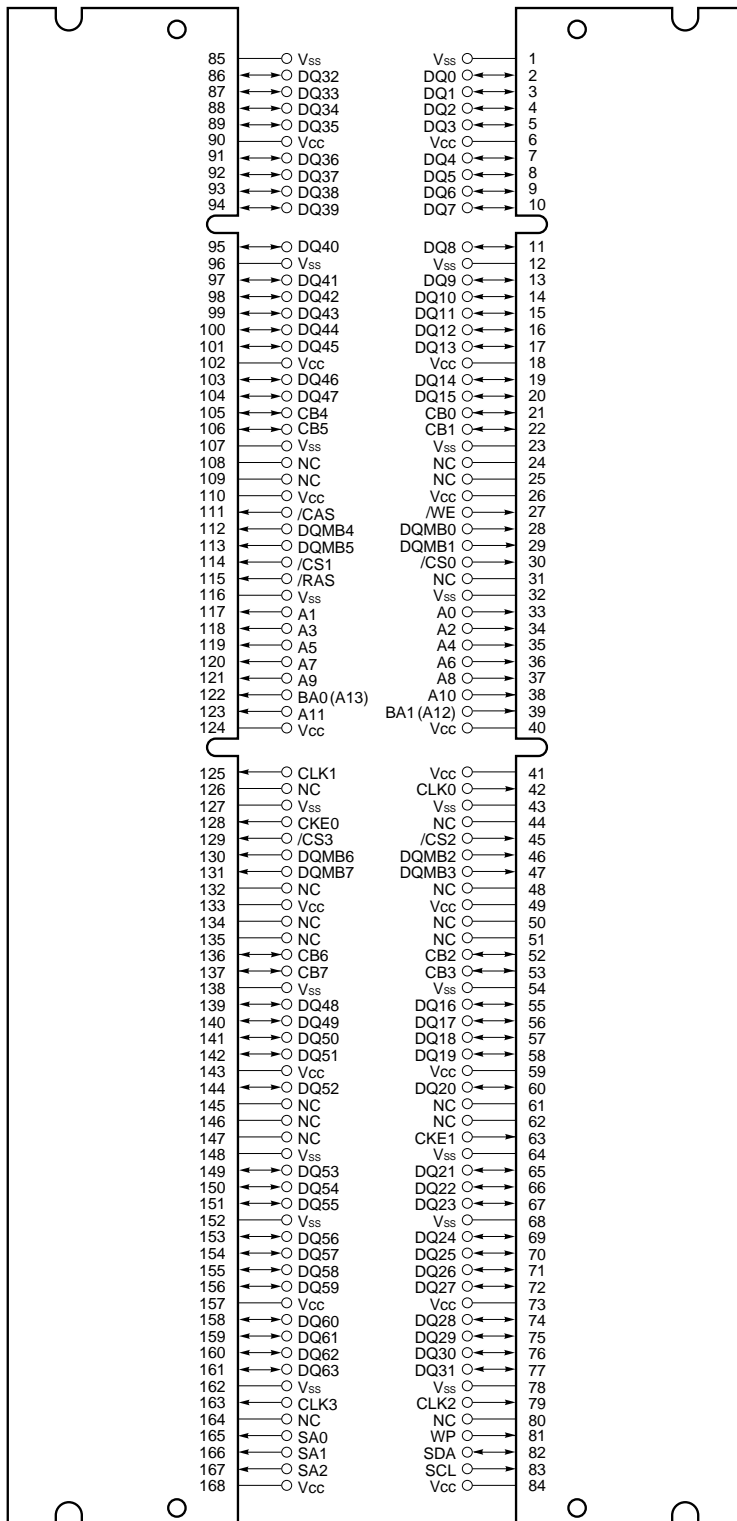 85 Vss Vss 1
86 DQ32 DQ0 2
87 DQ33 DQ1 3
88 DQ34 DQ2 4
89 DQ35 DQ3 5
90 Vcc Vcc 6
91 DQ36 DQ4 7
92 DQ37 DQ5 8
93 DQ38 DQ6 9
94 DQ39 DQ7 10
95 DQ40 DQ8 11
96 Vss Vss 12
97 DQ41 DQ9 13
98 DQ42 DQ10 14
99 DQ43 DQ11 15
100 DQ44 DQ12 16
101 DQ45 DQ13 17
102 Vcc Vcc 18
103 DQ46 DQ14 19
104 DQ47 DQ15 20
105 CB4 CB0 21
106 CB5 CB1 22
107 Vss Vss 23
108 NC NC 24
109 NC NC 25
110 Vcc Vcc 26
111 /CAS /WE 27
112 DQMB4 DQMB0 28
113 DQMB5 DQMB1 29
114 /CS1 /CS0 30
115 /RAS NC 31
116 Vss Vss 32
117 A1 A0 33
118 A3 A2 34
119 A5 A4 35
120 A7 A6 36
121 A9 A8 37
122 BA0 (A13) A10 38
123 A11 BA1 (A12) 39
124 Vcc Vcc 40
125 CLK1 Vcc 41
126 NC CLK0 42
127 Vss Vss 43
128 CKE0 NC 44
129 /CS3 /CS2 45
130 DQMB6 DQMB2 46
131 DQMB7 DQMB3 47
132 NC NC 48
133 Vcc Vcc 49
134 NC NC 50
135 NC NC 51
136 CB6 CB2 52
137 CB7 CB3 53
138 Vss Vss 54
139 DQ48 DQ16 55
140 DQ49 DQ17 56
141 DQ50 DQ18 57
142 DQ51 DQ19 58
143 Vcc Vcc 59
144 DQ52 DQ20 60
145 NC NC 61
146 NC NC 62
147 NC CKE1 63
148 Vss Vss 64
149 DQ53 DQ21 65
150 DQ54 DQ22 66
151 DQ55 DQ23 67
152 Vss Vss 68
153 DQ56 DQ24 69
154 DQ57 DQ25 70
155 DQ58 DQ26 71
156 DQ59 DQ27 72
157 Vcc Vcc 73
158 DQ60 DQ28 74
159 DQ61 DQ29 75
160 DQ62 DQ30 76
161 DQ63 DQ31 77
162 Vss Vss 78
163 CLK3 CLK2 79
164 NC NC 80
165 SA0 WP 81
166 SA1 SDA 82
167 SA2 SCL 83
168 Vcc Vcc 84